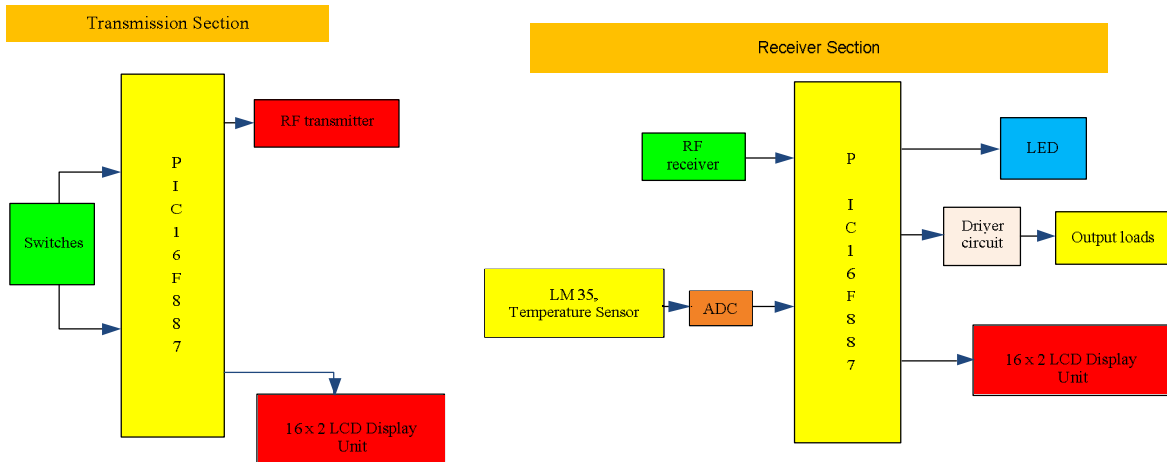 Transmission Section
RF transmitter
P
I
C
1
6
F
8
8
7
Switches
16 x 2 LCD Display
Unit
Receiver Section
RF
receiver
LM 35,
Temperature Sensor
ADC
P
I
C
1
6
F
8
8
7
LED
Driver
circuit
Output loads
16 x 2 LCD Display
Unit